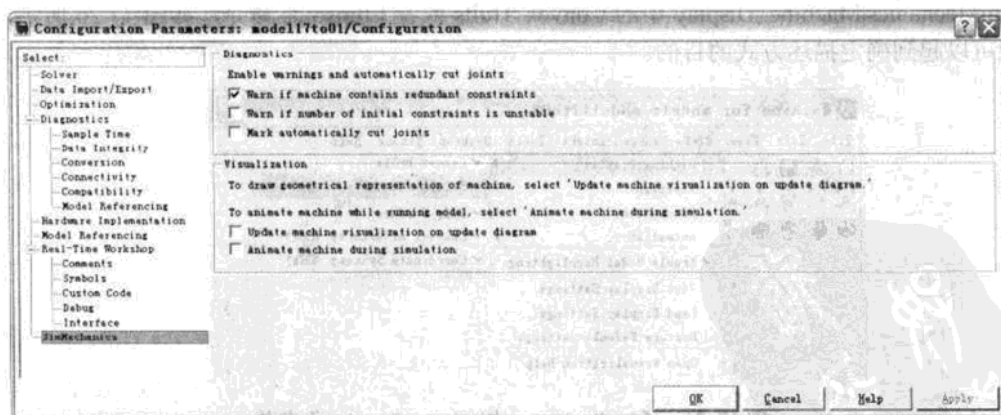 Configuration Parameters: model17to01/Configuration
Select:
Solver
Data Import/Export
Optimization
Diagnostics
Sample Time
Data Integrity
Conversion
Connectivity
Compatibility
Model Referencing
Hardware Implementation
Model Referencing
Real-Time Workshop
Comments
Symbols
Custom Code
Debug
Interface
SimMechanics
Diagnostics
Enable warnings and automatically cut joints
Warn if machine contains redundant constraints
Warn if number of initial constraints is unstable
Mark automatically cut joints
Visualization
To draw geometrical representation of machine, select 'Update machine visualization on update diagram.'
To animate machine while running model, select 'Animate machine during simulation.'
Update machine visualization on update diagram
Animate machine during simulation
OK
Cancel
Help
Apply